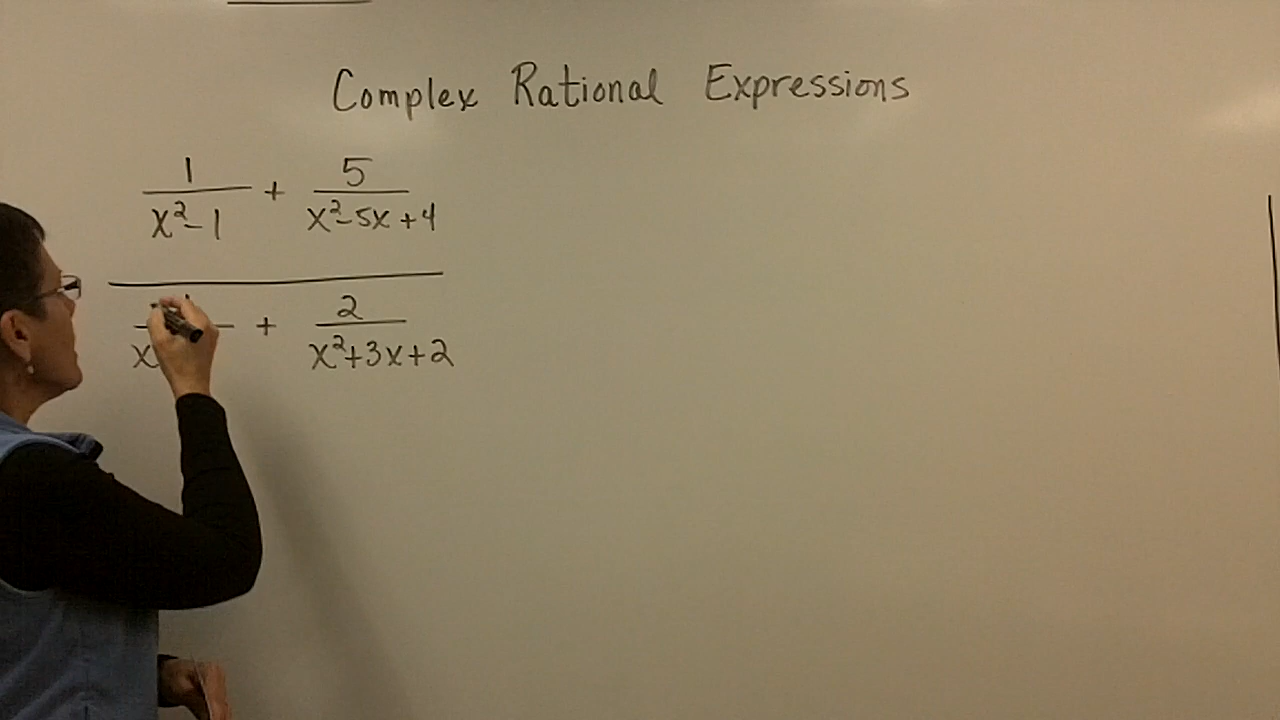 Complex Rational Expressions
1 5
x²-1 + x²-5x+4
2
x + x²+3x+2